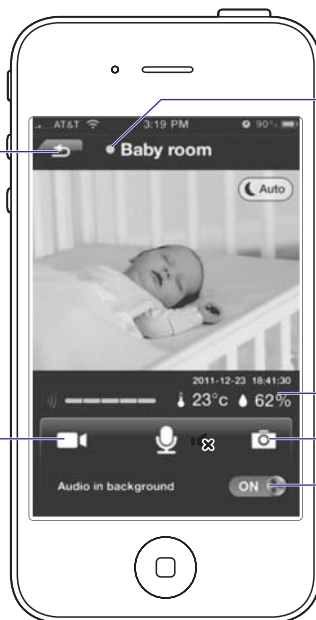 AT&T 3:19 PM 90%
Baby room
Auto
2011-12-23 18:41:30
23°c 62%
Audio in background ON